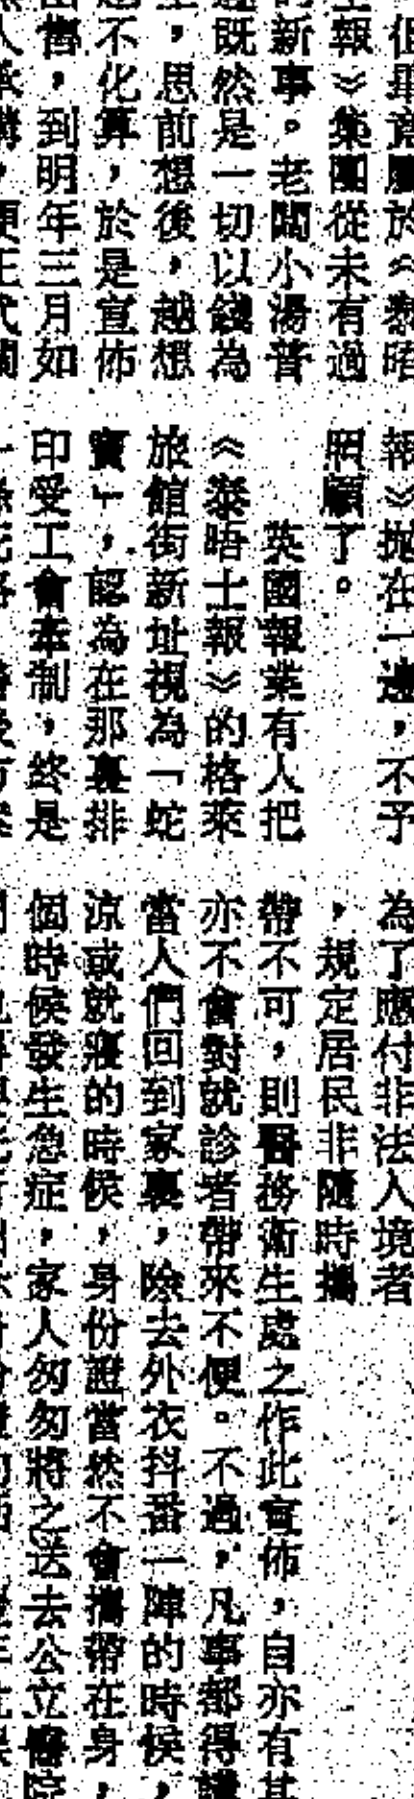 但畢竟屬於《泰晤
報》集團從未有過
新事。老闆小湯普
既然是一切以錢為
，思前想後，越想
不化算，於是宣佈
售，到明年三月如
報》拋在一邊，不予
照顧了。
英國報業有人把
《泰晤士報》的格萊
旅館街新址視為「蛇
竇」，認為在那裏排
印受工會牽制，終是
為了應付非法入境者
，規定居民非隨時攜
帶不可，則醫務衞生處之作此宣佈，自亦有其
亦不會對就診者帶來不便。不過，凡事都得講
當人們回到家裏，除去外衣抖番一陣的時候，
涼或就寢的時候，身份證當然不會攜帶在身，
個時候發生急症，家人匆匆將之送去公立醫院